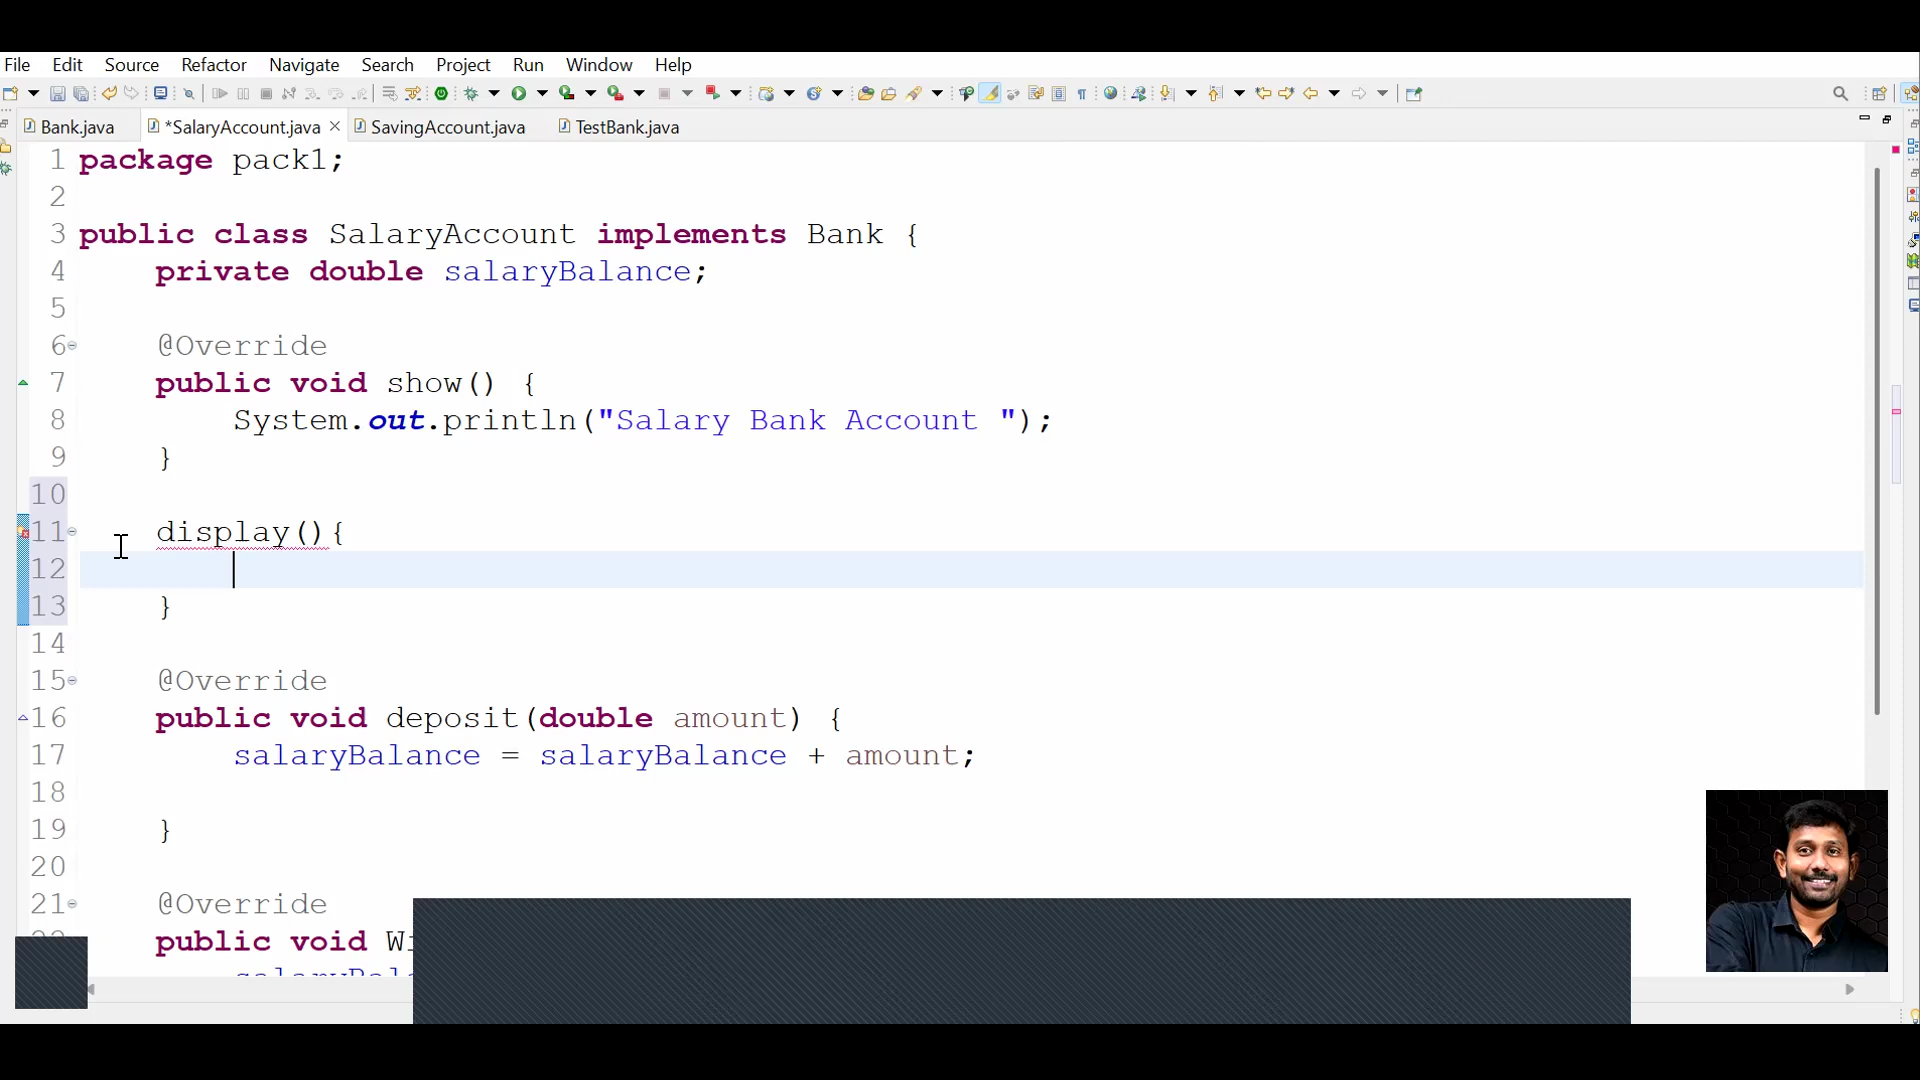 File Edit Source Refactor Navigate Search Project Run Window Help
Bank.java *SalaryAccount.java SavingAccount.java TestBank.java
1 package pack1;
2
3 public class SalaryAccount implements Bank {
4 private double salaryBalance;
5
6 @Override
7 public void show() {
8 System.out.println("Salary Bank Account ");
9 }
10
11 display(){
12
13 }
14
15 @Override
16 public void deposit(double amount) {
17 salaryBalance = salaryBalance + amount;
18
19 }
20
21 @Override
public void